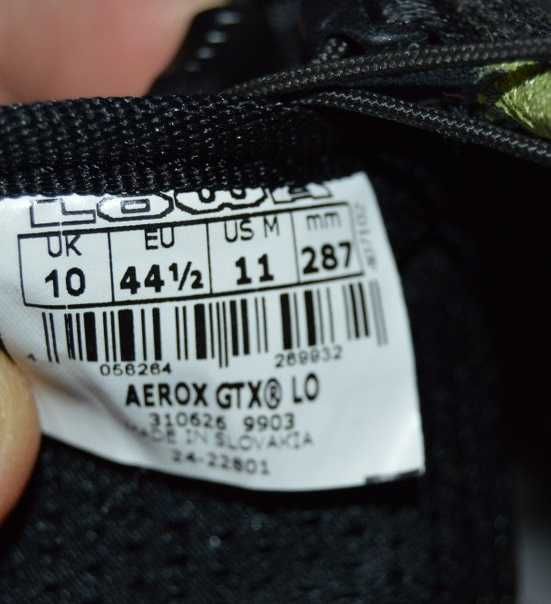 LOWA
UK EU US M mm
10 44½ 11 287
056264 269932
AEROX GTX® LO
310626 9903
MADE IN SLOVAKIA
24-22801